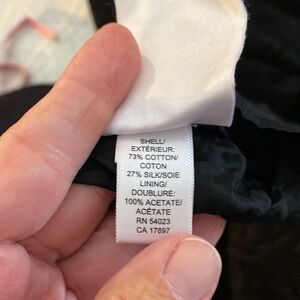 SHELL/
EXTÉRIEUR:
73% COTTON/
COTON
27% SILK/SOIE
LINING/
DOUBLURE:
100% ACETATE/
ACÉTATE
RN 54023
CA 17897